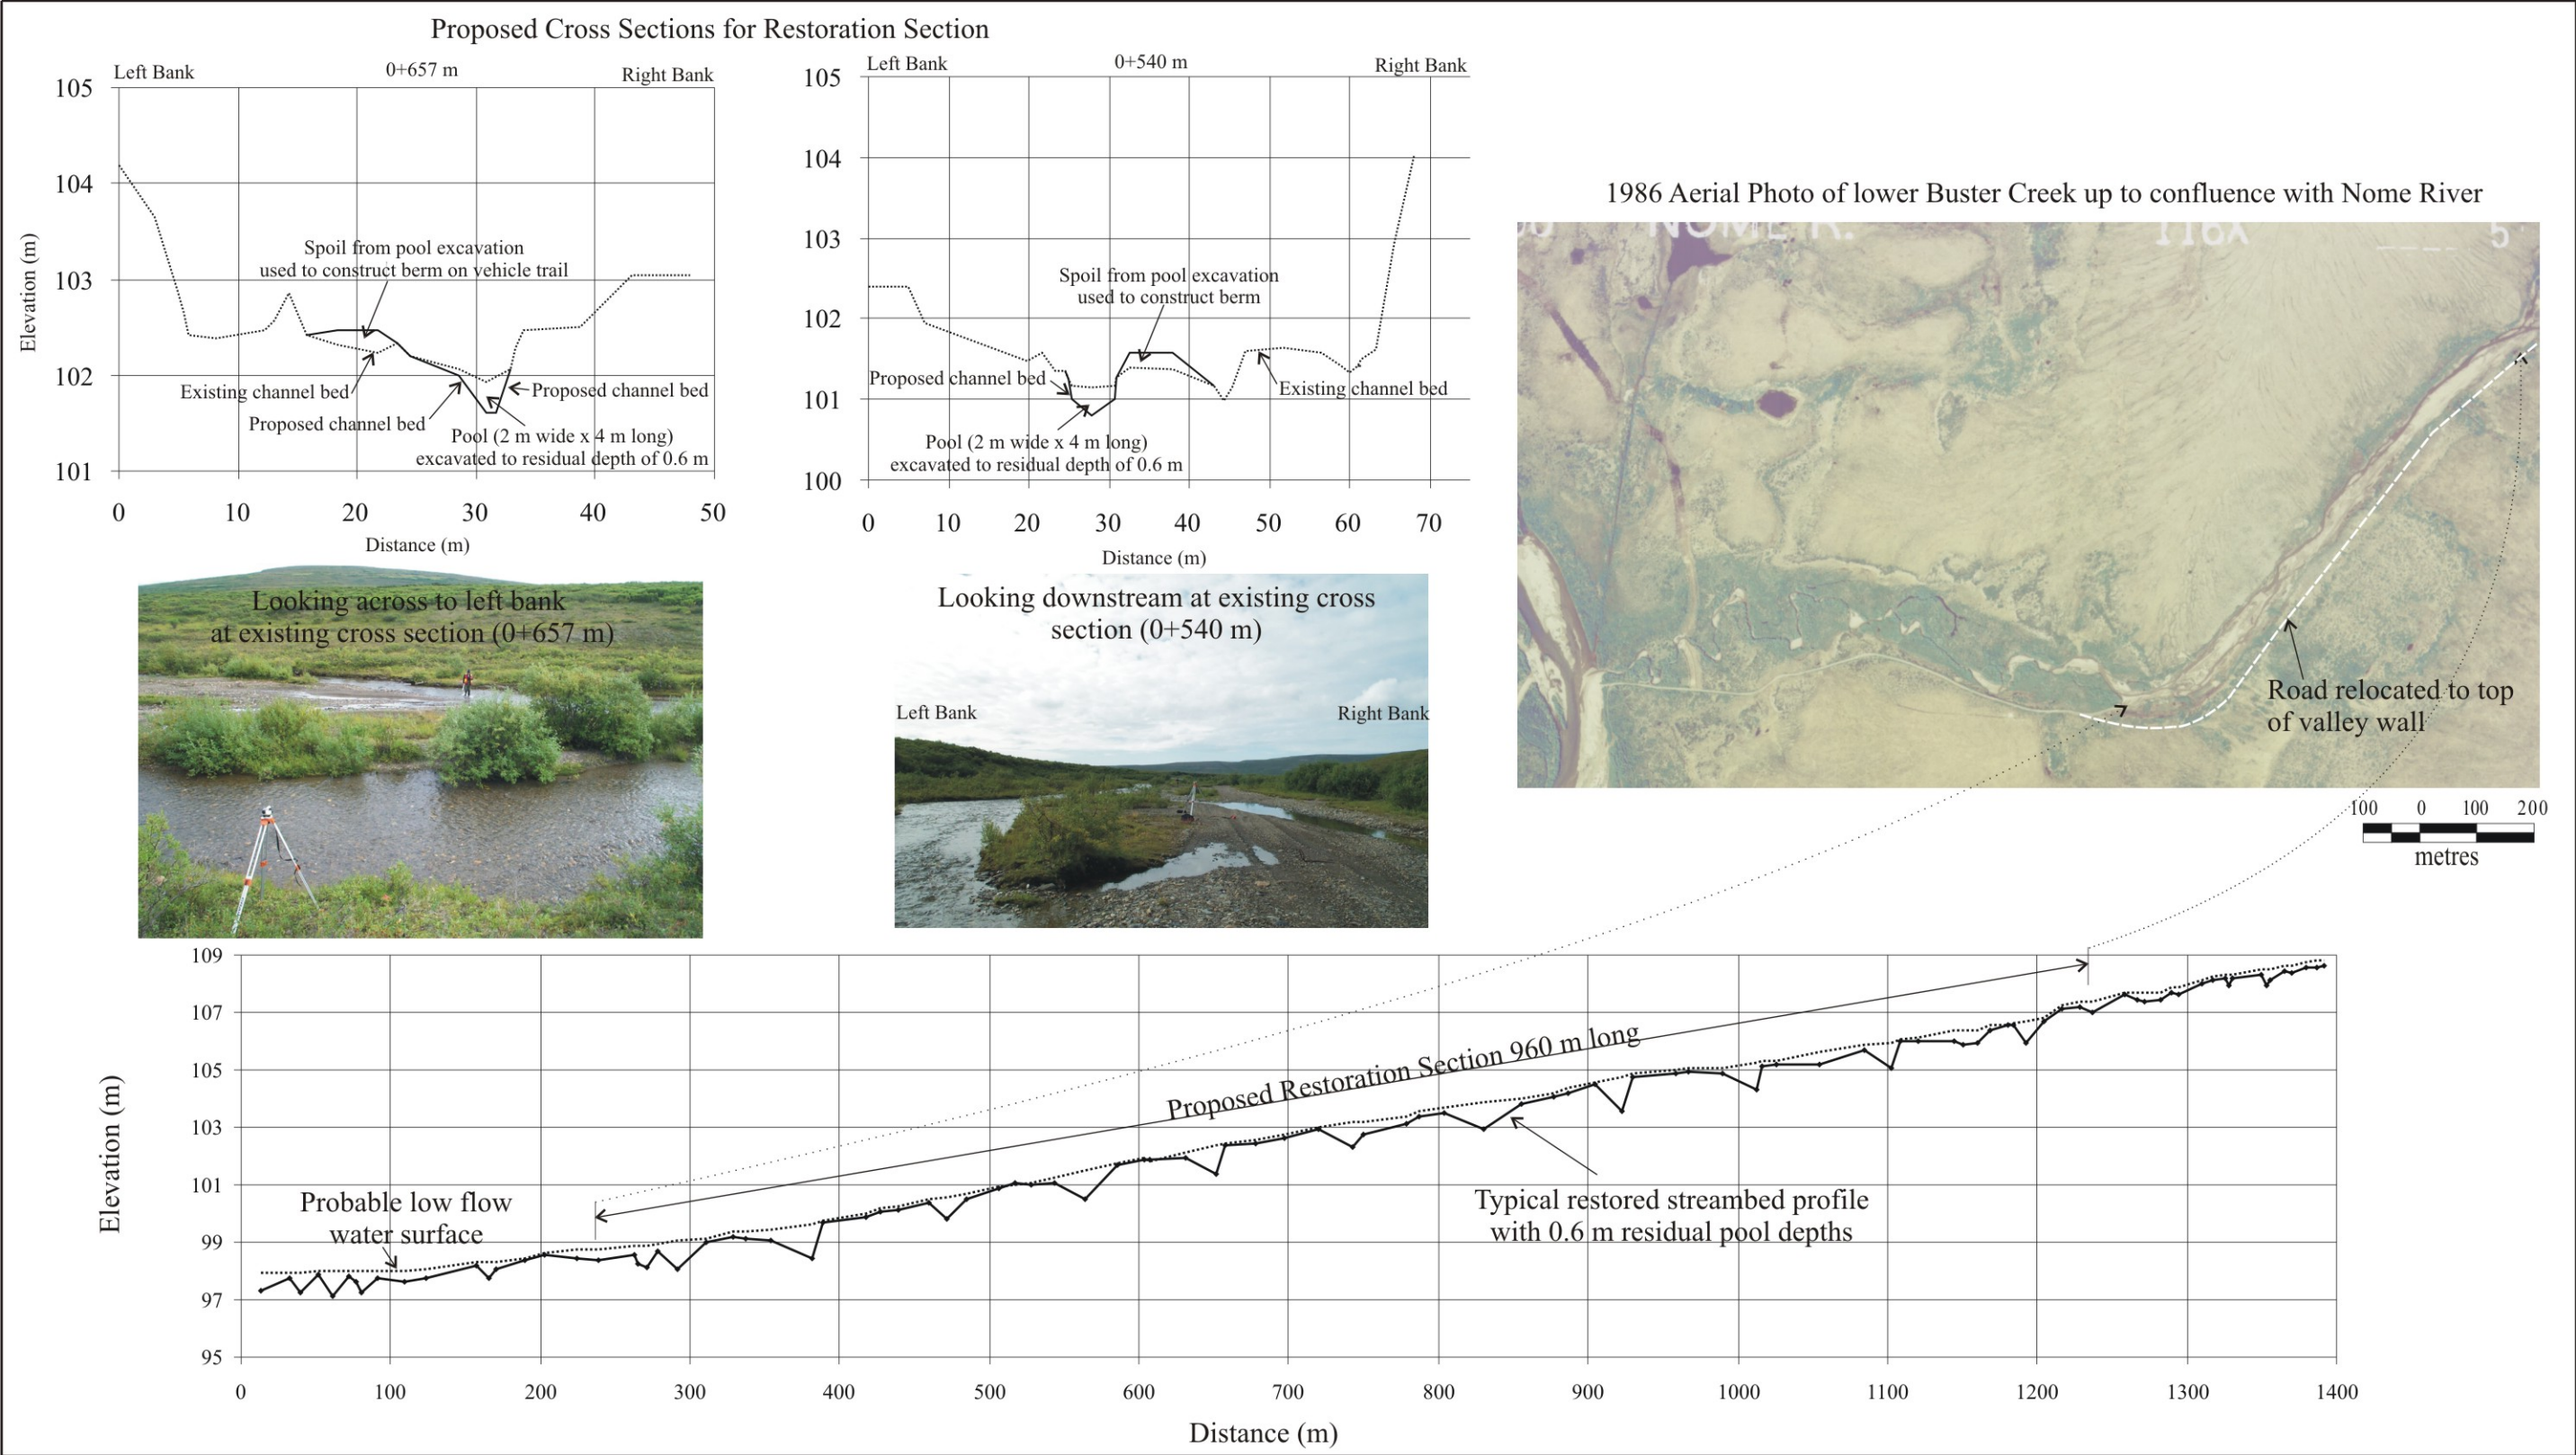 Proposed Cross Sections for Restoration Section
Left Bank
0+657 m
Right Bank
105
104
103
102
101
Elevation (m)
Spoil from pool excavation
used to construct berm on vehicle trail
Existing channel bed
Proposed channel bed
Proposed channel bed
Pool (2 m wide x 4 m long)
excavated to residual depth of 0.6 m
0 10 20 30 40 50
Distance (m)
Left Bank
0+540 m
Right Bank
105
104
103
102
101
100
Elevation (m)
Spoil from pool excavation
used to construct berm
Proposed channel bed
Existing channel bed
Pool (2 m wide x 4 m long)
excavated to residual depth of 0.6 m
0 10 20 30 40 50 60 70
Distance (m)
1986 Aerial Photo of lower Buster Creek up to confluence with Nome River
NOME R.
116A
5
Road relocated to top
of valley wall
100 0 100 200
metres
Looking across to left bank
at existing cross section (0+657 m)
Looking downstream at existing cross
section (0+540 m)
Left Bank
Right Bank
109
107
105
103
101
99
97
95
Elevation (m)
Proposed Restoration Section 960 m long
Probable low flow
water surface
Typical restored streambed profile
with 0.6 m residual pool depths
0 100 200 300 400 500 600 700 800 900 1000 1100 1200 1300 1400
Distance (m)